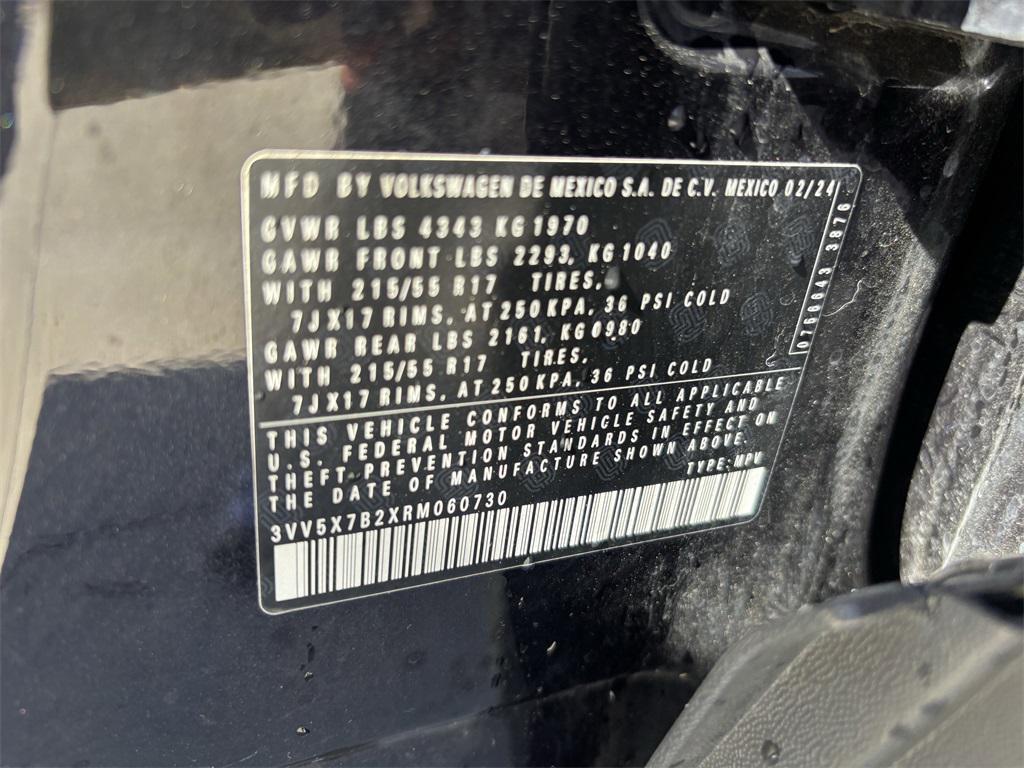 MFD BY VOLKSWAGEN DE MEXICO S.A. DE C.V. MEXICO 02/24
GVWR LBS 4343 KG 1970
GAWR FRONT LBS 2293, KG 1040
WITH 215/55 R17 TIRES,
7JX17 RIMS, AT 250 KPA, 36 PSI COLD
GAWR REAR LBS 2161, KG 0980
WITH 215/55 R17 TIRES,
7JX17 RIMS, AT 250 KPA, 36 PSI COLD
THIS VEHICLE CONFORMS TO ALL APPLICABLE
U.S. FEDERAL MOTOR VEHICLE SAFETY AND
THEFT PREVENTION STANDARDS IN EFFECT ON
THE DATE OF MANUFACTURE SHOWN ABOVE.
3VV5X7B2XRM060730 TYPE:MPV